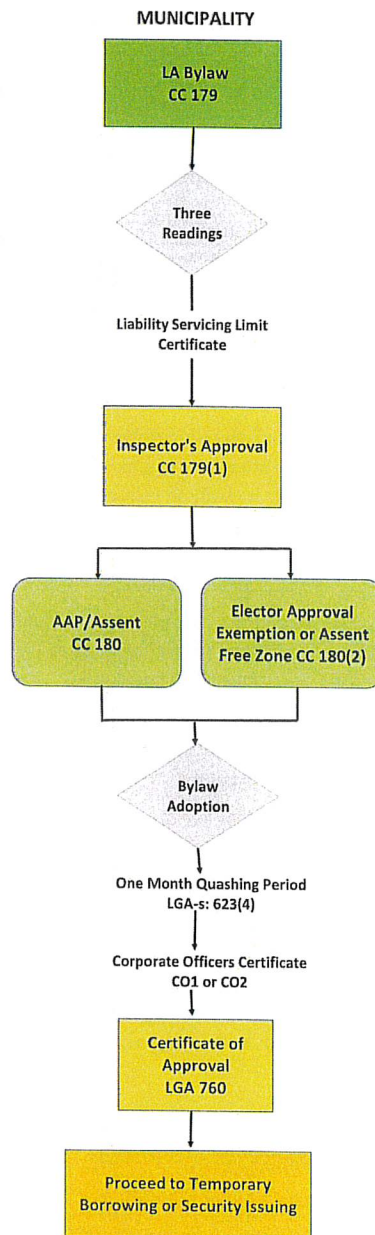 MUNICIPALITY
LA Bylaw
CC 179
Three
Readings
Liability Servicing Limit
Certificate
Inspector's Approval
CC 179(1)
AAP/Assent
CC 180
Elector Approval
Exemption or Assent
Free Zone CC 180(2)
Bylaw
Adoption
One Month Quashing Period
LGA-s: 623(4)
Corporate Officers Certificate
CO1 or CO2
Certificate of
Approval
LGA 760
Proceed to Temporary
Borrowing or Security Issuing